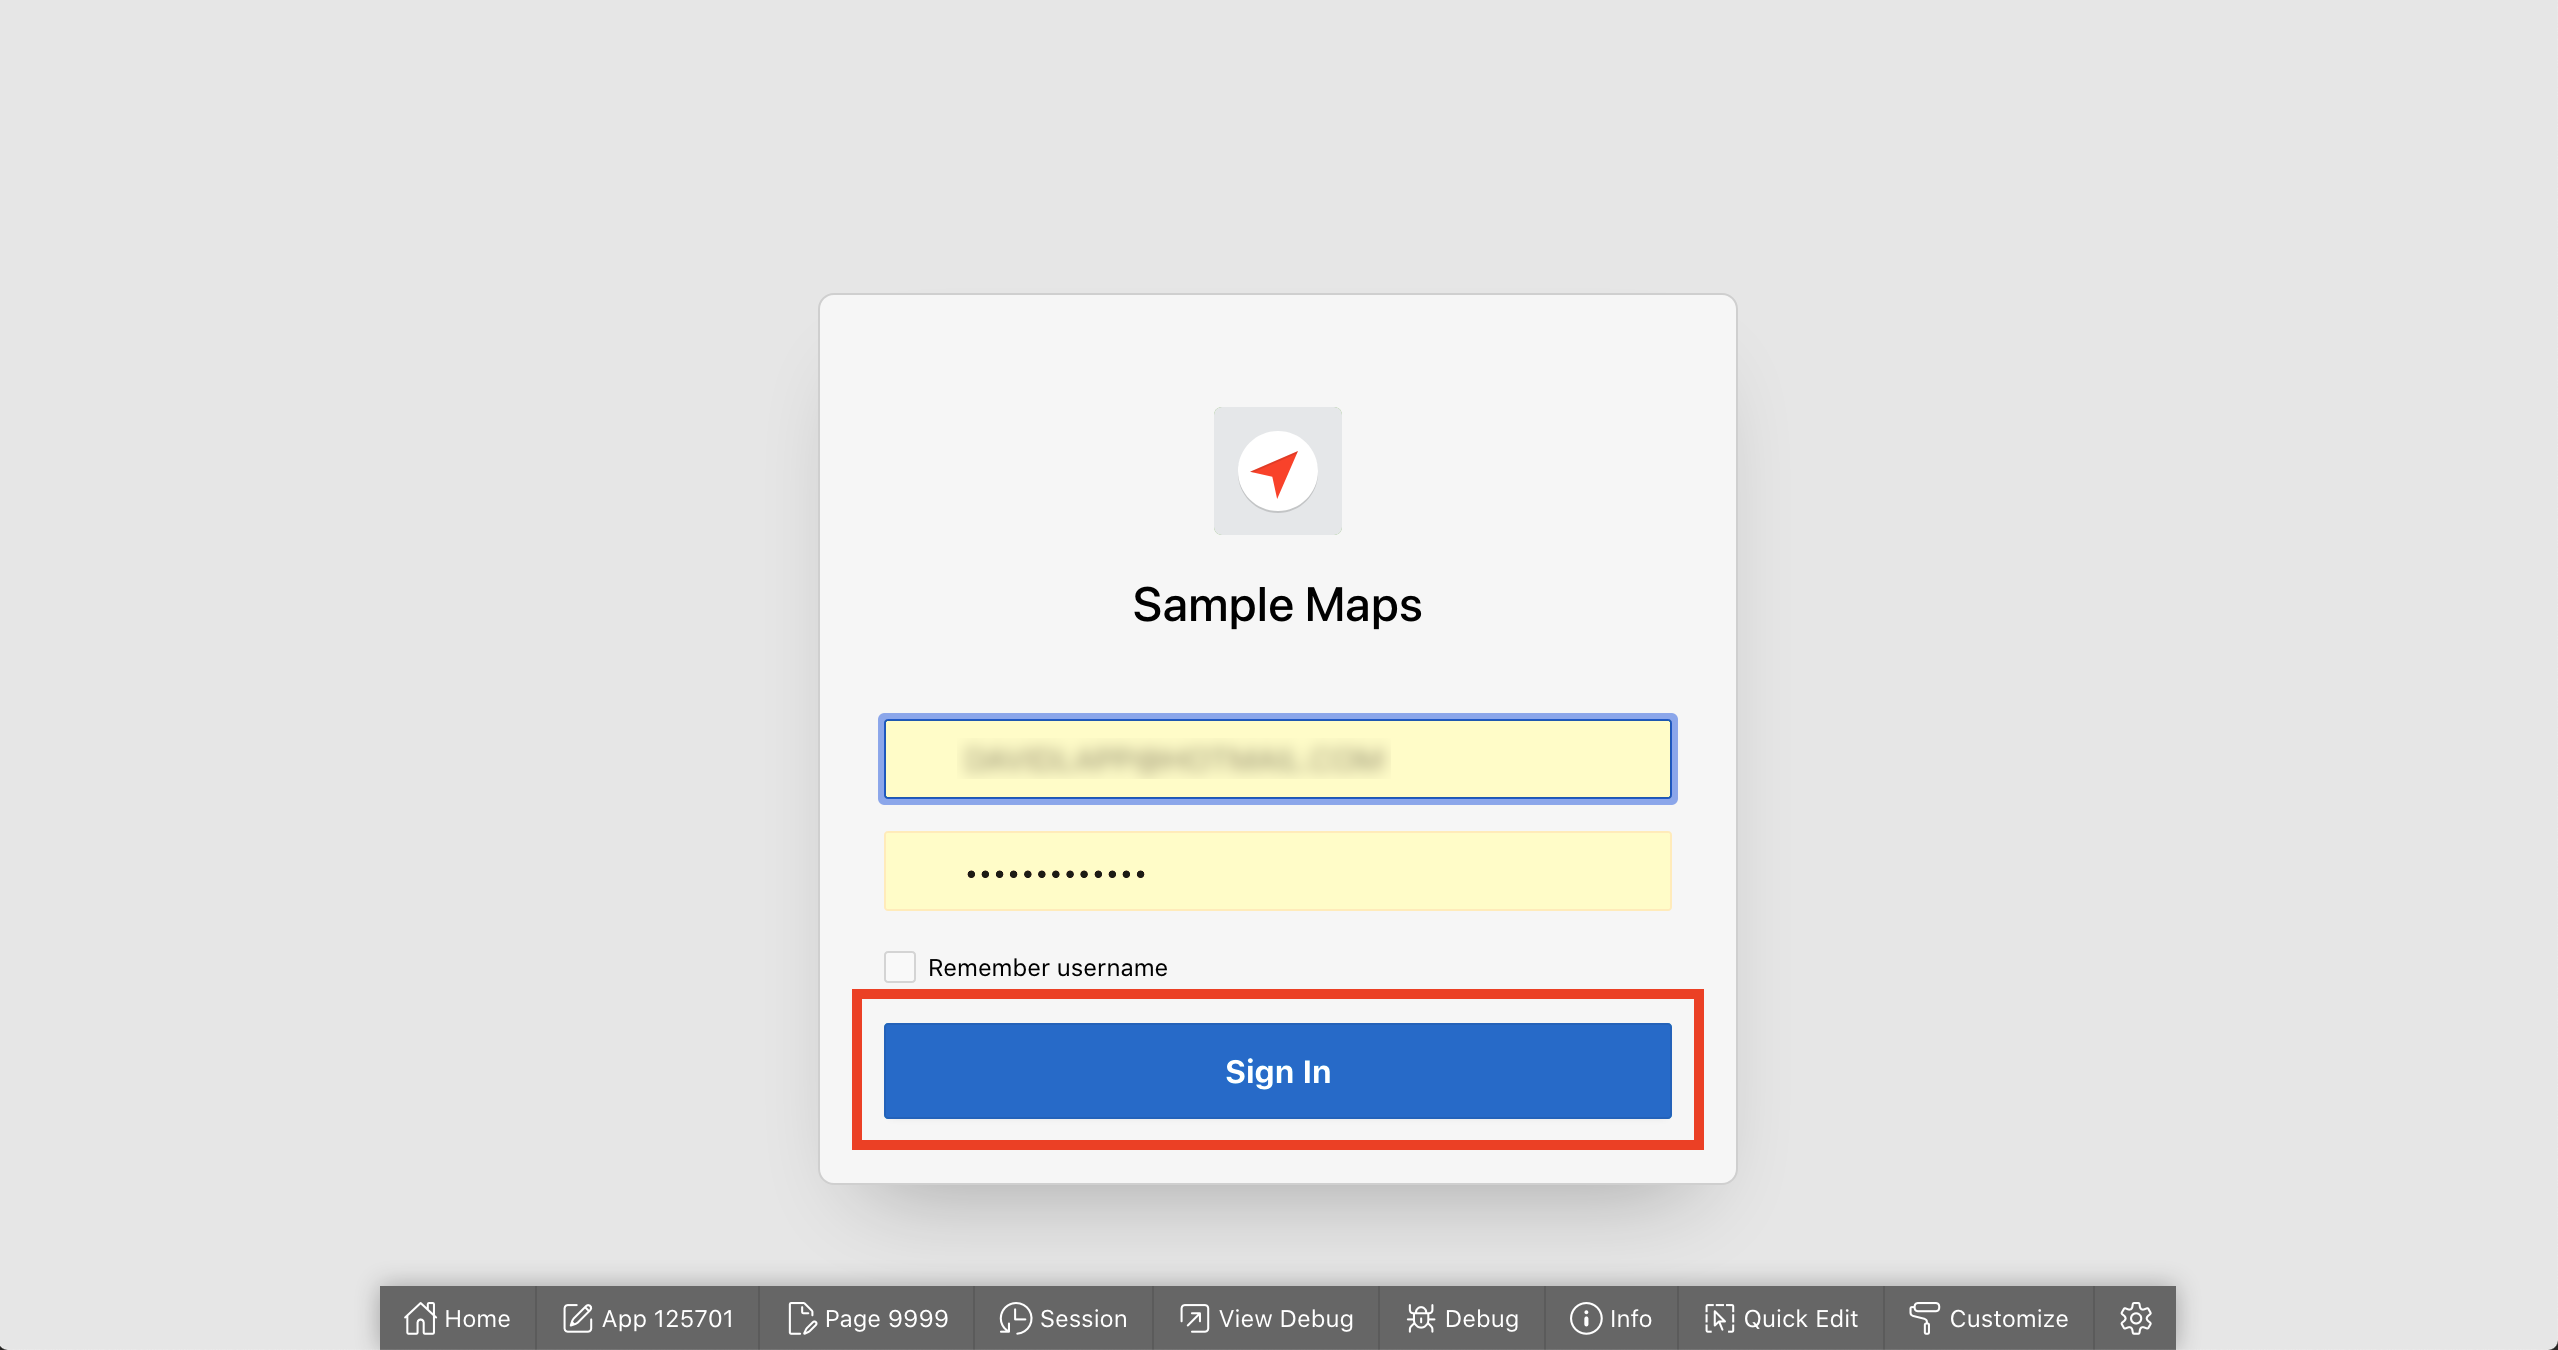 Sample Maps
Remember username
Sign In
Home App 125701 Page 9999 Session View Debug Debug Info Quick Edit Customize